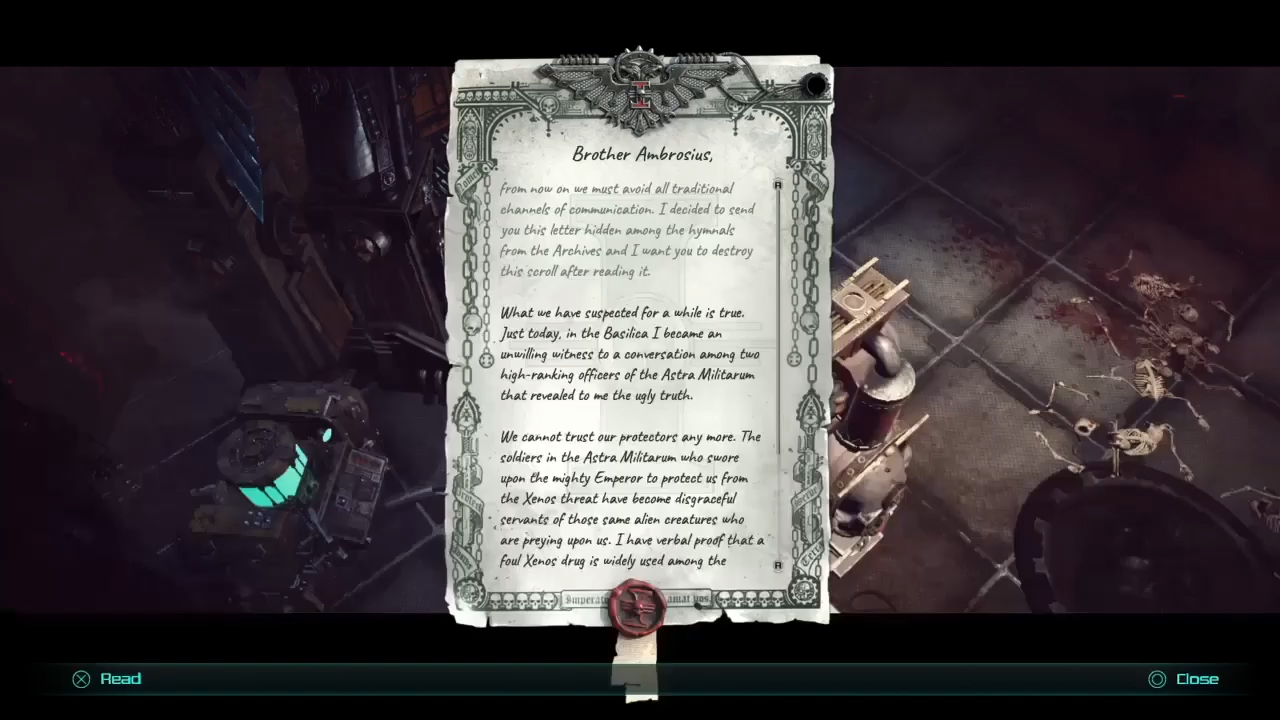 Brother Ambrosius,
from now on we must avoid all traditional
channels of communication. I decided to send
you this letter hidden among the hymnals
from the Archives and I want you to destroy
this scroll after reading it.
What we have suspected for a while is true.
Just today, in the Basilica I became an
unwilling witness to a conversation among two
high-ranking officers of the Astra Militarum
that revealed to me the ugly truth.
We cannot trust our protectors any more. The
soldiers in the Astra Militarum who swore
upon the mighty Emperor to protect us from
the Xenos threat have become disgraceful
servants of those same alien creatures who
are preying upon us. I have verbal proof that a
foul Xenos drug is widely used among the
Read
Close